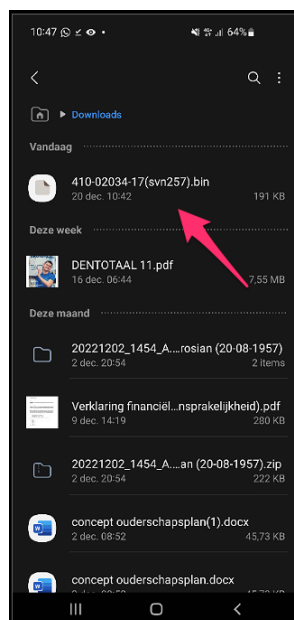 10:47 64%
Downloads
Vandaag
410-02034-17(svn257).bin
20 dec. 10:42 191 KB
Deze week
DENTOTAAL 11.pdf
16 dec. 06:44 7,55 MB
Deze maand
20221202_1454_A....rosian (20-08-1957)
2 dec. 20:54 2 items
Verklaring financiël...nsprakelijkheid).pdf
9 dec. 14:19 280 KB
20221202_1454_A....an (20-08-1957).zip
2 dec. 20:54 222 KB
concept ouderschapsplan(1).docx
2 dec. 08:52 45,73 KB
concept ouderschapsplan.docx